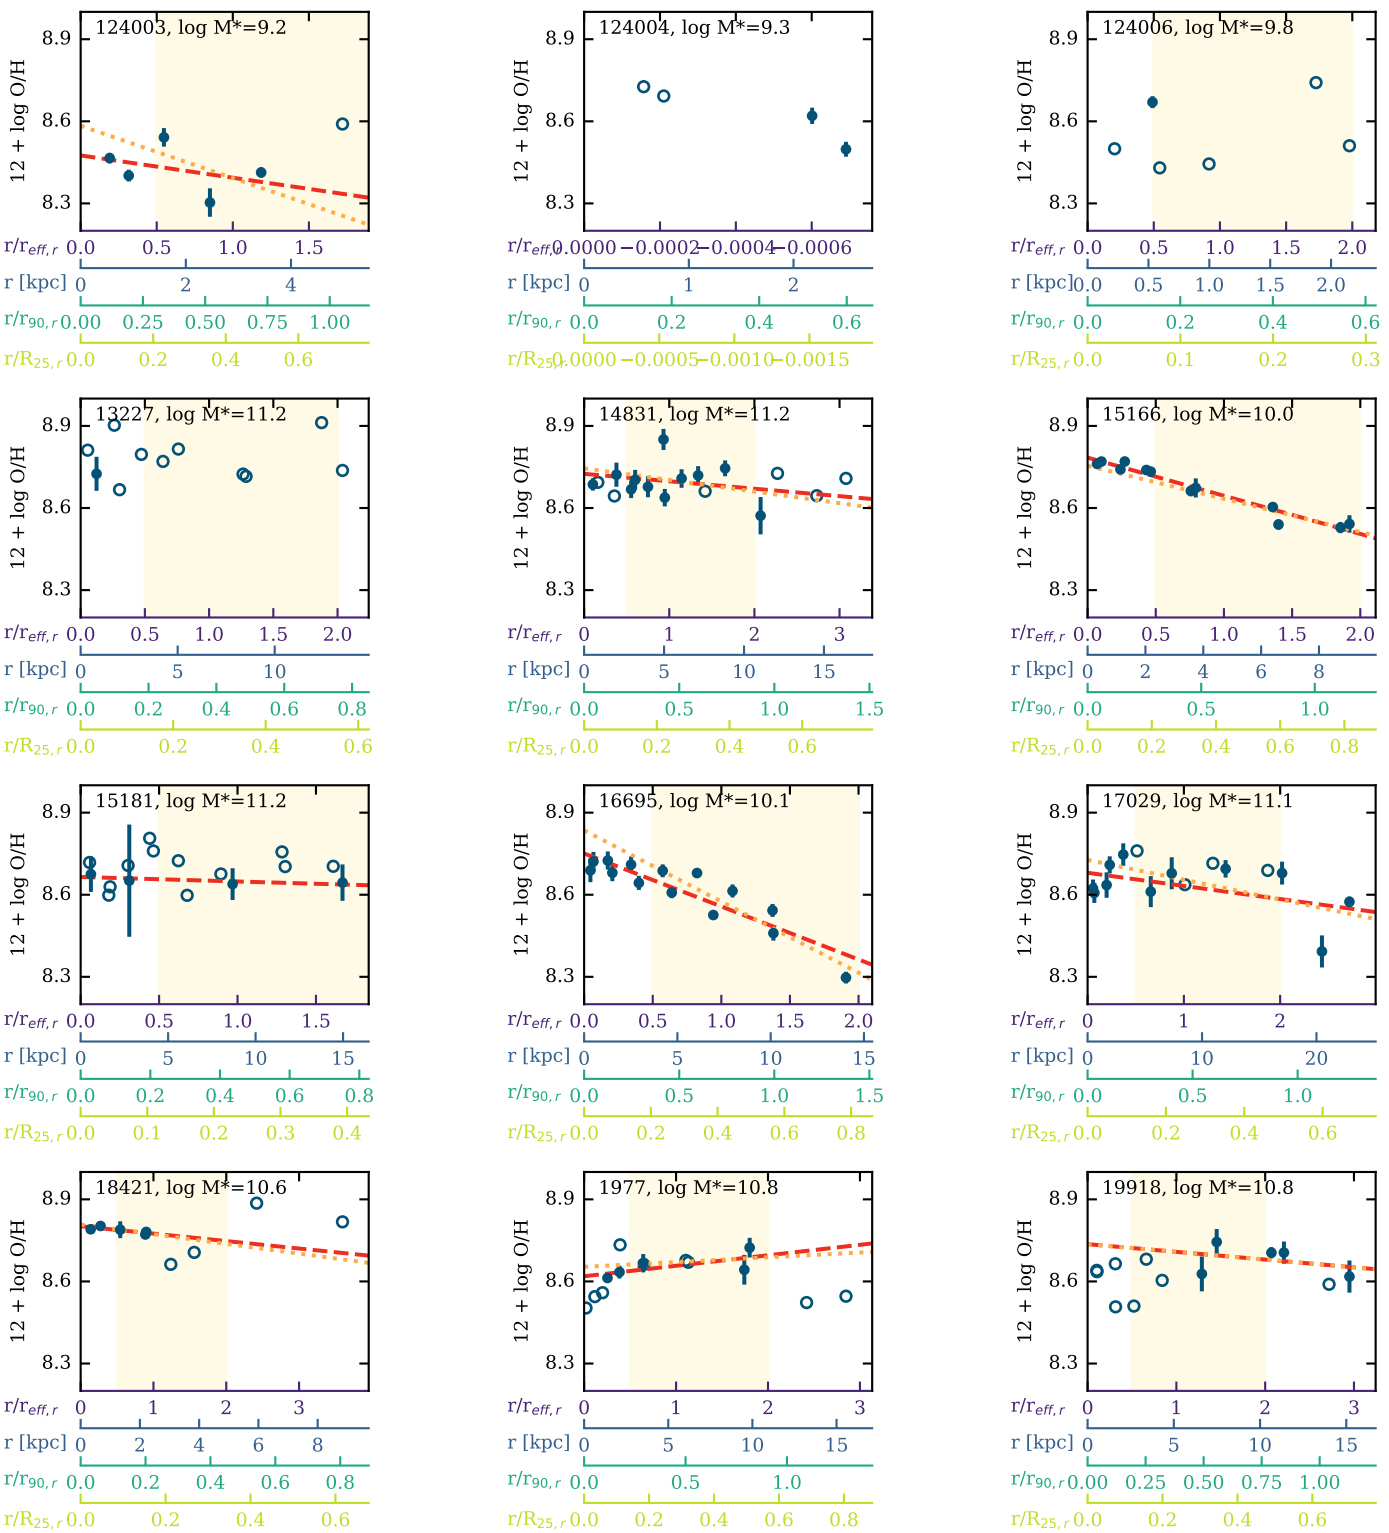 124003, log M*=9.2
12 + log O/H
8.9
8.6
8.3
r/r_eff,r 0.0 0.5 1.0 1.5
r [kpc] 0 2 4
r/r_90,r 0.00 0.25 0.50 0.75 1.00
r/R_25,r 0.0 0.2 0.4 0.6
124004, log M*=9.3
12 + log O/H
8.9
8.6
8.3
r/r_eff,r 0.0000 −0.0002 −0.0004 −0.0006
r [kpc] 0 1 2
r/r_90,r 0.0 0.2 0.4 0.6
r/R_25,r 0.0000 −0.0005 −0.0010 −0.0015
124006, log M*=9.8
12 + log O/H
8.9
8.6
8.3
r/r_eff,r 0.0 0.5 1.0 1.5 2.0
r [kpc] 0.0 0.5 1.0 1.5 2.0
r/r_90,r 0.0 0.2 0.4 0.6
r/R_25,r 0.0 0.1 0.2 0.3
13227, log M*=11.2
12 + log O/H
8.9
8.6
8.3
r/r_eff,r 0.0 0.5 1.0 1.5 2.0
r [kpc] 0 5 10
r/r_90,r 0.0 0.2 0.4 0.6 0.8
r/R_25,r 0.0 0.2 0.4 0.6
14831, log M*=11.2
12 + log O/H
8.9
8.6
8.3
r/r_eff,r 0 1 2 3
r [kpc] 0 5 10 15
r/r_90,r 0.0 0.5 1.0 1.5
r/R_25,r 0.0 0.2 0.4 0.6
15166, log M*=10.0
12 + log O/H
8.9
8.6
8.3
r/r_eff,r 0.0 0.5 1.0 1.5 2.0
r [kpc] 0 2 4 6 8
r/r_90,r 0.0 0.5 1.0
r/R_25,r 0.0 0.2 0.4 0.6 0.8
15181, log M*=11.2
12 + log O/H
8.9
8.6
8.3
r/r_eff,r 0.0 0.5 1.0 1.5
r [kpc] 0 5 10 15
r/r_90,r 0.0 0.2 0.4 0.6 0.8
r/R_25,r 0.0 0.1 0.2 0.3 0.4
16695, log M*=10.1
12 + log O/H
8.9
8.6
8.3
r/r_eff,r 0.0 0.5 1.0 1.5 2.0
r [kpc] 0 5 10 15
r/r_90,r 0.0 0.5 1.0 1.5
r/R_25,r 0.0 0.2 0.4 0.6 0.8
17029, log M*=11.1
12 + log O/H
8.9
8.6
8.3
r/r_eff,r 0 1 2
r [kpc] 0 10 20
r/r_90,r 0.0 0.5 1.0
r/R_25,r 0.0 0.2 0.4 0.6
18421, log M*=10.6
12 + log O/H
8.9
8.6
8.3
r/r_eff,r 0 1 2 3
r [kpc] 0 2 4 6 8
r/r_90,r 0.0 0.2 0.4 0.6 0.8
r/R_25,r 0.0 0.2 0.4 0.6
1977, log M*=10.8
12 + log O/H
8.9
8.6
8.3
r/r_eff,r 0 1 2 3
r [kpc] 0 5 10 15
r/r_90,r 0.0 0.5 1.0
r/R_25,r 0.0 0.2 0.4 0.6 0.8
19918, log M*=10.8
12 + log O/H
8.9
8.6
8.3
r/r_eff,r 0 1 2 3
r [kpc] 0 5 10 15
r/r_90,r 0.00 0.25 0.50 0.75 1.00
r/R_25,r 0.0 0.2 0.4 0.6